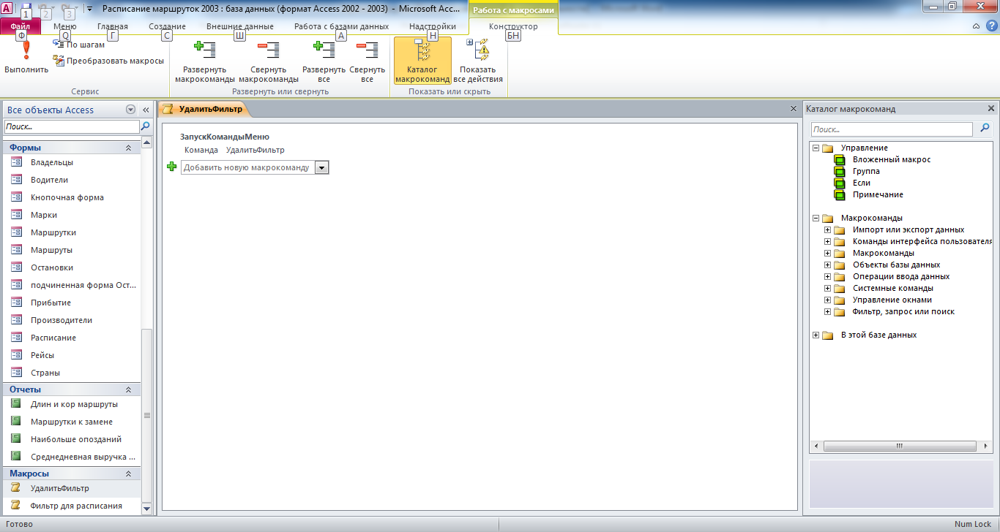 Расписание маршруток 2003 : база данных (формат Access 2002 - 2003) - Microsoft Acc...
Работа с макросами
1 2 3
Файл Меню Главная Создание Внешние данные Работа с базами данных Надстройки Конструктор
Ф Q Г С Ш А Н БН
Выполнить
По шагам
Преобразовать макросы
Сервис
Развернуть макрокоманды
Свернуть макрокоманды
Развернуть все
Свернуть все
Развернуть или свернуть
Каталог макрокоманд
Показать все действия
Показать или скрыть
Все объекты Access
Поиск...
Формы
Владельцы
Водители
Кнопочная форма
Марки
Маршрутки
Маршруты
Остановки
подчиненная форма Ост...
Прибытие
Производители
Расписание
Рейсы
Страны
Отчеты
Длин и кор маршруты
Маршрутки к замене
Наибольше опозданий
Среднедневная выручка ...
Макросы
УдалитьФильтр
Фильтр для расписания
УдалитьФильтр
ЗапускКомандыМеню
Команда УдалитьФильтр
Добавить новую макрокоманду
Каталог макрокоманд
Поиск...
Управление
Вложенный макрос
Группа
Если
Примечание
Макрокоманды
Импорт или экспорт данных
Команды интерфейса пользователя
Макрокоманды
Объекты базы данных
Операции ввода данных
Системные команды
Управление окнами
Фильтр, запрос или поиск
В этой базе данных
Готово
Num Lock